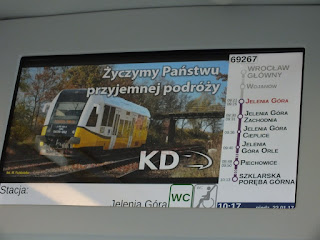 Życzymy Państwu
przyjemnej podróży
KD
Stacja:
Jelenia Góra
WC
69267
WROCŁAW
GŁÓWNY
WOJANÓW
JELENIA GÓRA
JELENIA GÓRA
ZACHODNIA
JELENIA GÓRA
CIEPLICE
JELENIA
GÓRA ORLE
PIECHOWICE
SZKLARSKA
PORĘBA GÓRNA
10:17